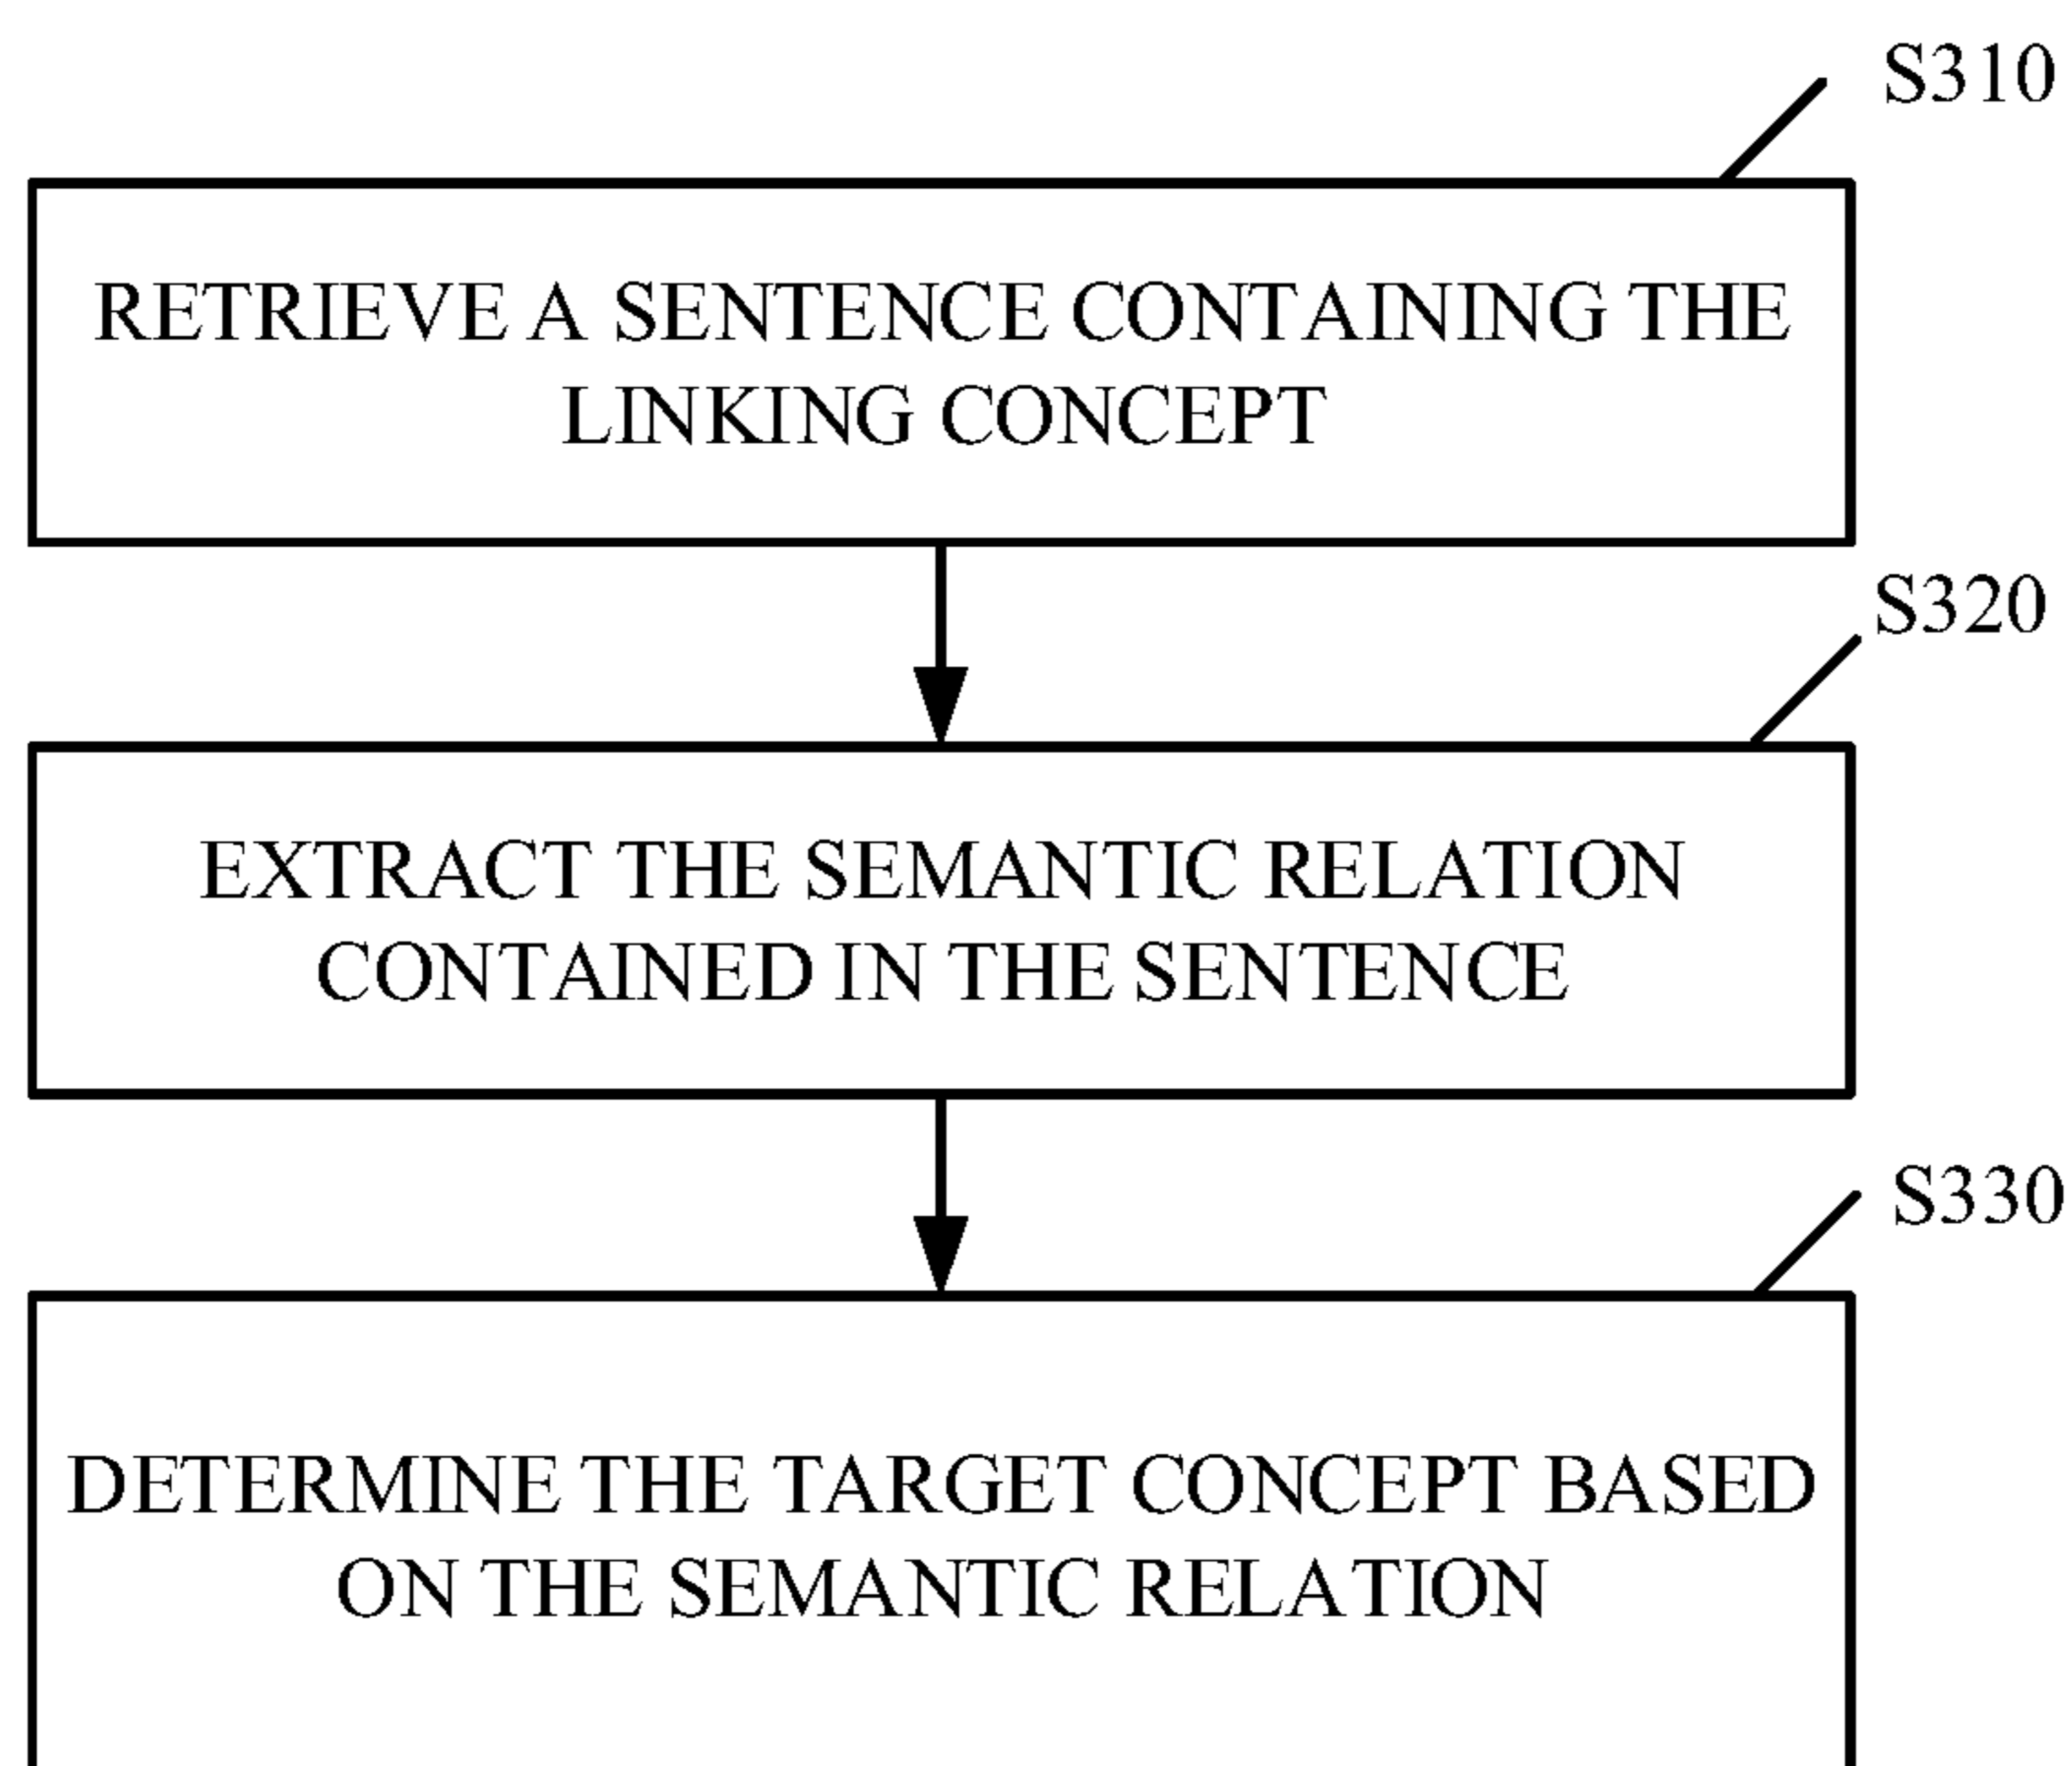 S310
RETRIEVE A SENTENCE CONTAINING THE
LINKING CONCEPT
S320
EXTRACT THE SEMANTIC RELATION
CONTAINED IN THE SENTENCE
S330
DETERMINE THE TARGET CONCEPT BASED
ON THE SEMANTIC RELATION